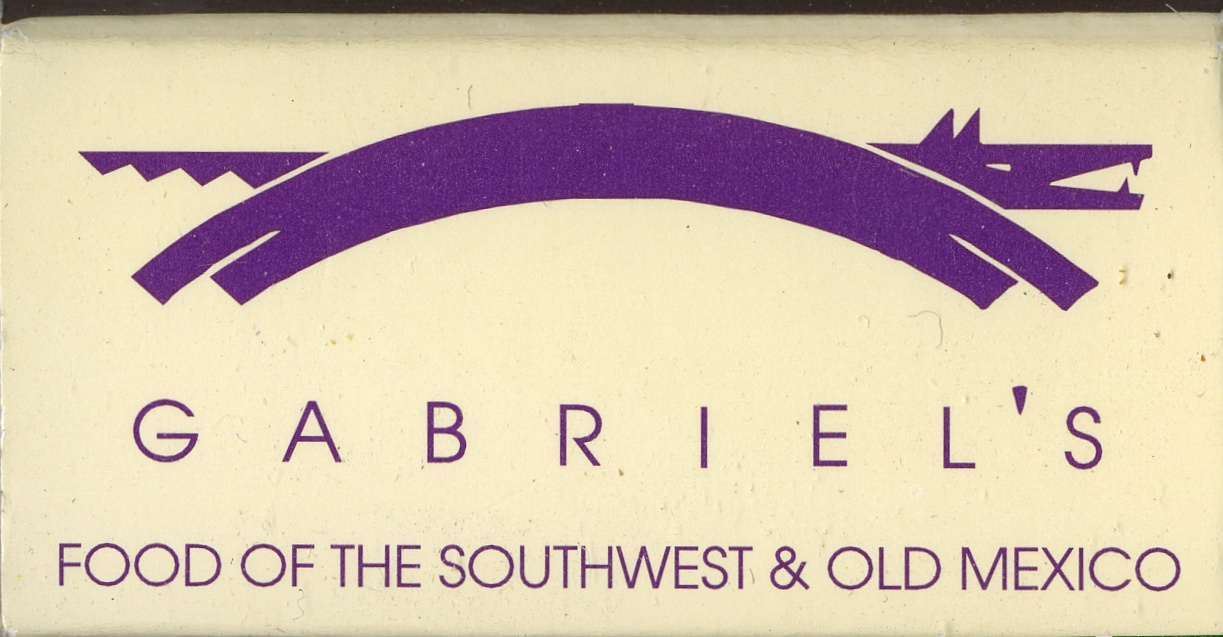 GABRIEL'S
FOOD OF THE SOUTHWEST & OLD MEXICO